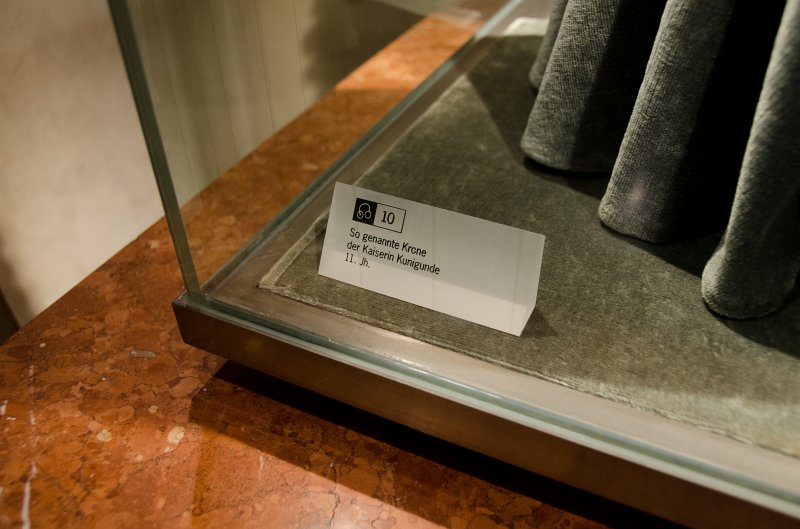 10
So genannte Krone
der Kaiserin Kunigunde
11. Jh.